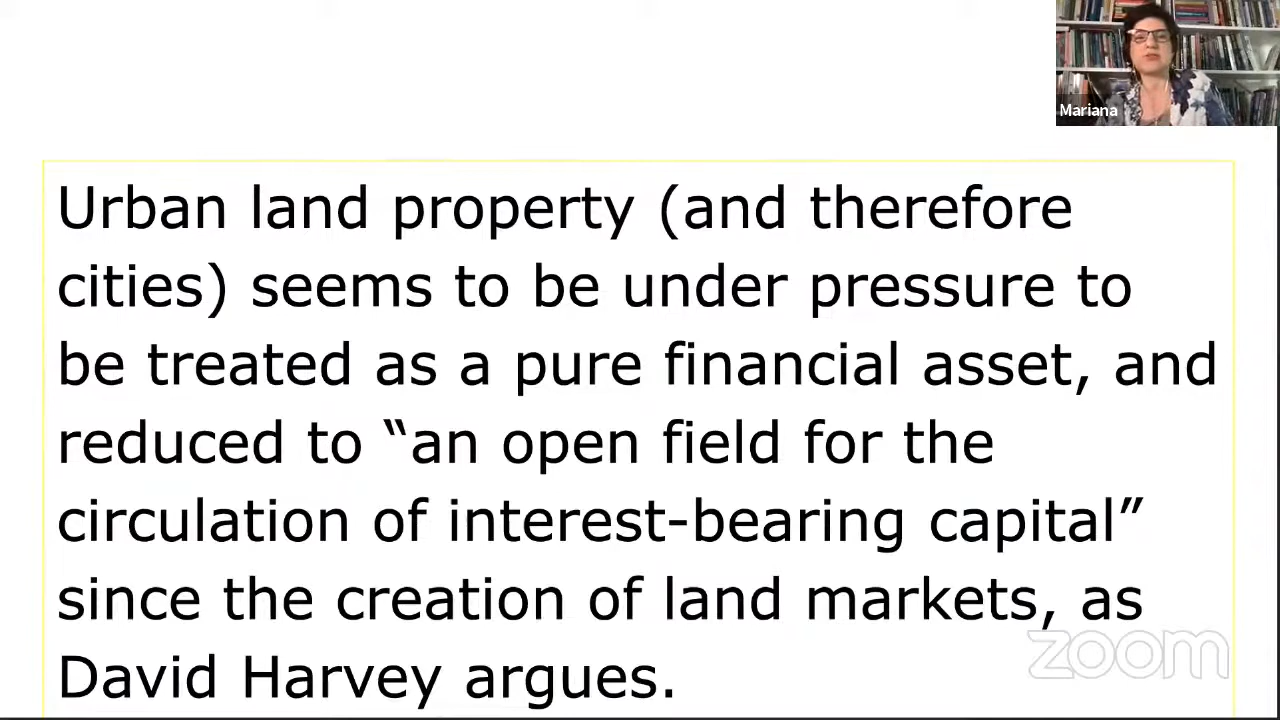 Mariana
Urban land property (and therefore
cities) seems to be under pressure to
be treated as a pure financial asset, and
reduced to “an open field for the
circulation of interest-bearing capital”
since the creation of land markets, as
David Harvey argues.
zoom